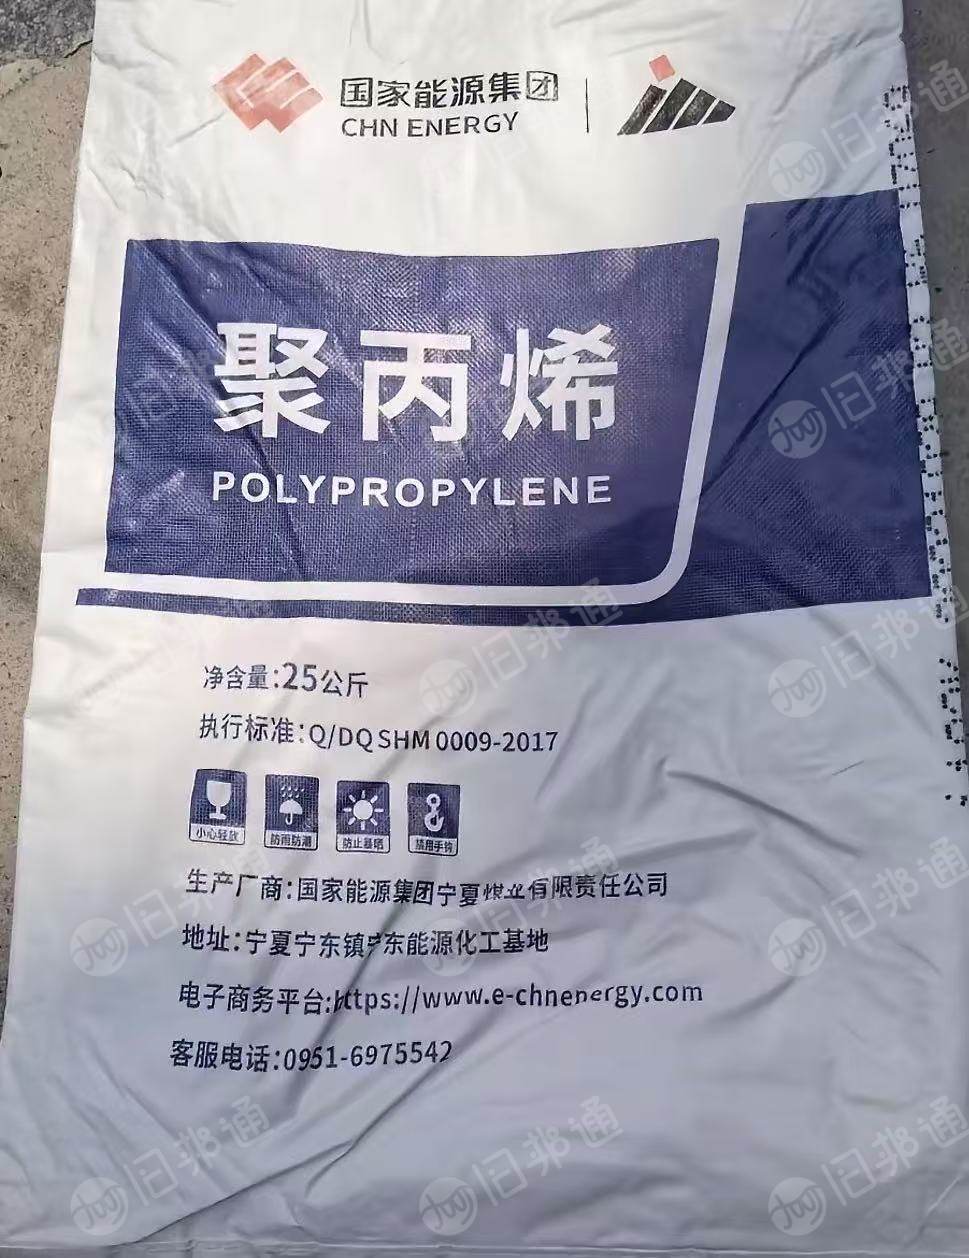 国家能源集团
CHN ENERGY
聚丙烯
POLYPROPYLENE
净含量:25公斤
执行标准:Q/DQSHM 0009-2017
小心轻放
防雨防潮
防止暴晒
禁用手钩
生产厂商:国家能源集团宁夏煤业有限责任公司
地址:宁夏宁东镇宁东能源化工基地
电子商务平台:https://www.e-chnenergy.com
客服电话:0951-6975542
旧邦通